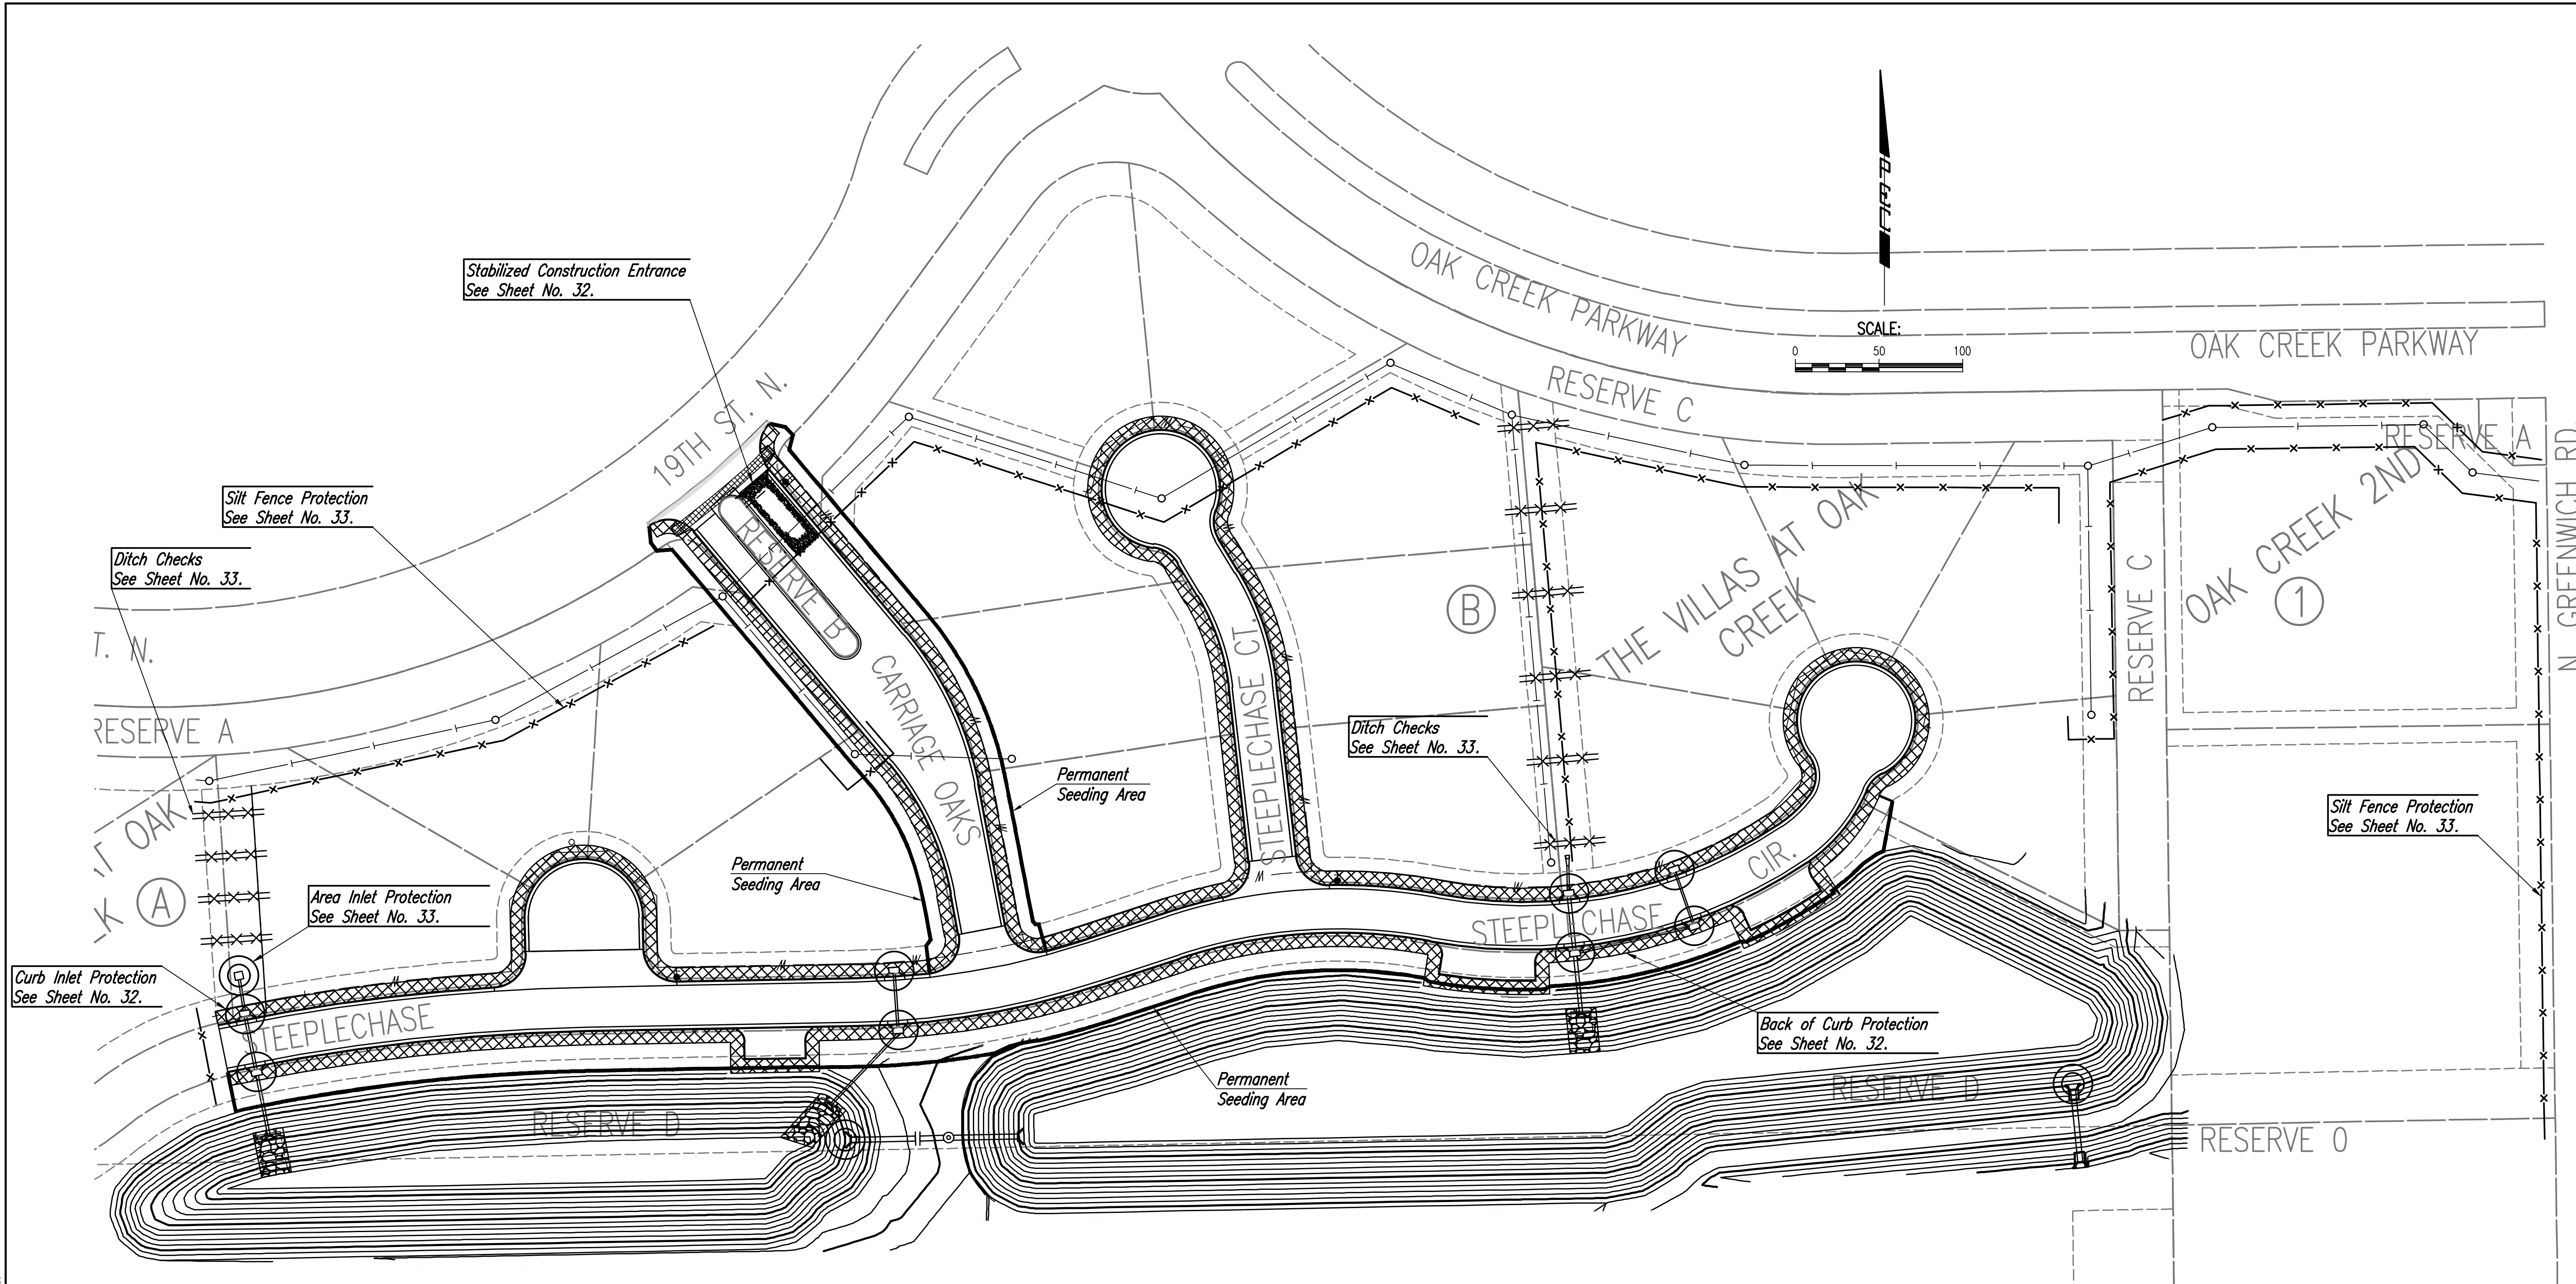 Stabilized Construction Entrance
See Sheet No. 32.
Silt Fence Protection
See Sheet No. 33.
Ditch Checks
See Sheet No. 33.
19TH ST. N.
OAK CREEK PARKWAY
SCALE:
0 50 100
OAK CREEK PARKWAY
RESERVE C
RESERVE A
OAK CREEK 2ND
1
N. GREENWICH RD.
RESERVE B
T. N.
RESERVE A
CARRIAGE OAKS
STEEPLECHASE CT.
B
THE VILLAS AT OAK
CREEK
RESERVE C
Ditch Checks
See Sheet No. 33.
Permanent
Seeding Area
Silt Fence Protection
See Sheet No. 33.
T OAK
K
A
Permanent
Seeding Area
Area Inlet Protection
See Sheet No. 33.
Curb Inlet Protection
See Sheet No. 32.
STEEPLECHASE
STEEPLECHASE
CIR.
Back of Curb Protection
See Sheet No. 32.
Permanent
Seeding Area
RESERVE D
RESERVE D
RESERVE O